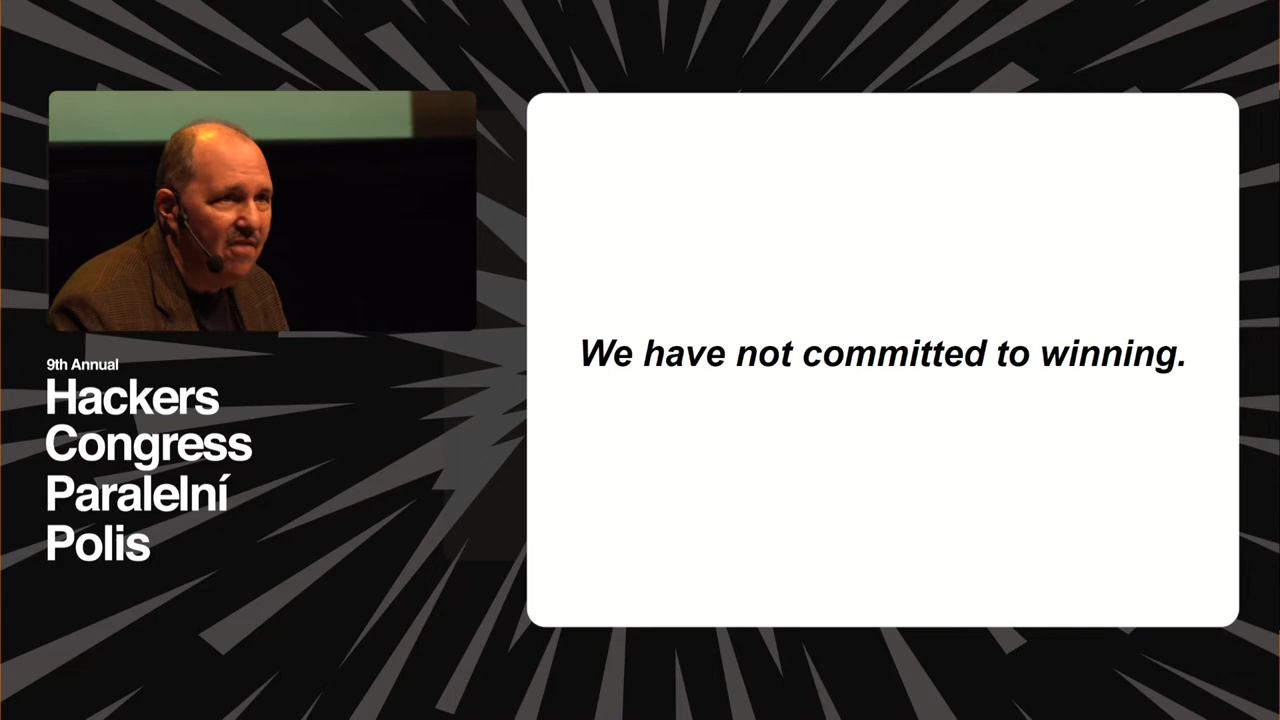 9th Annual
Hackers
Congress
Paralelní
Polis
We have not committed to winning.